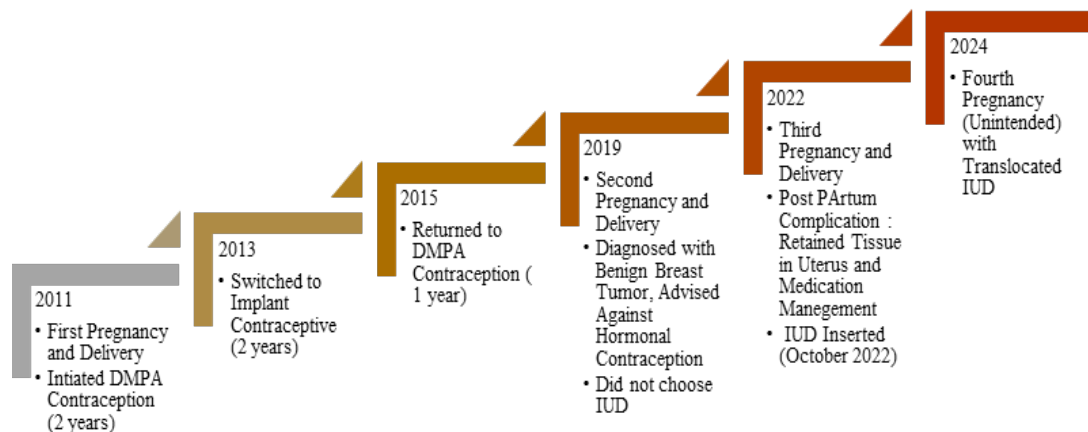 2011
• First Pregnancy
and Delivery
• Intiated DMPA
Contraception
(2 years)
2013
• Switched to
Implant
Contraceptive
(2 years)
2015
• Returned to
DMPA
Contraception (
1 year)
2019
• Second
Pregnancy and
Delivery
• Diagnosed with
Benign Breast
Tumor, Advised
Against
Hormonal
Contraception
• Did not choose
IUD
2022
• Third
Pregnancy and
Delivery
• Post PArtum
Complication :
Retained Tissue
in Uterus and
Medication
Manegement
• IUD Inserted
(October 2022)
2024
• Fourth
Pregnancy
(Unintended)
with
Translocated
IUD